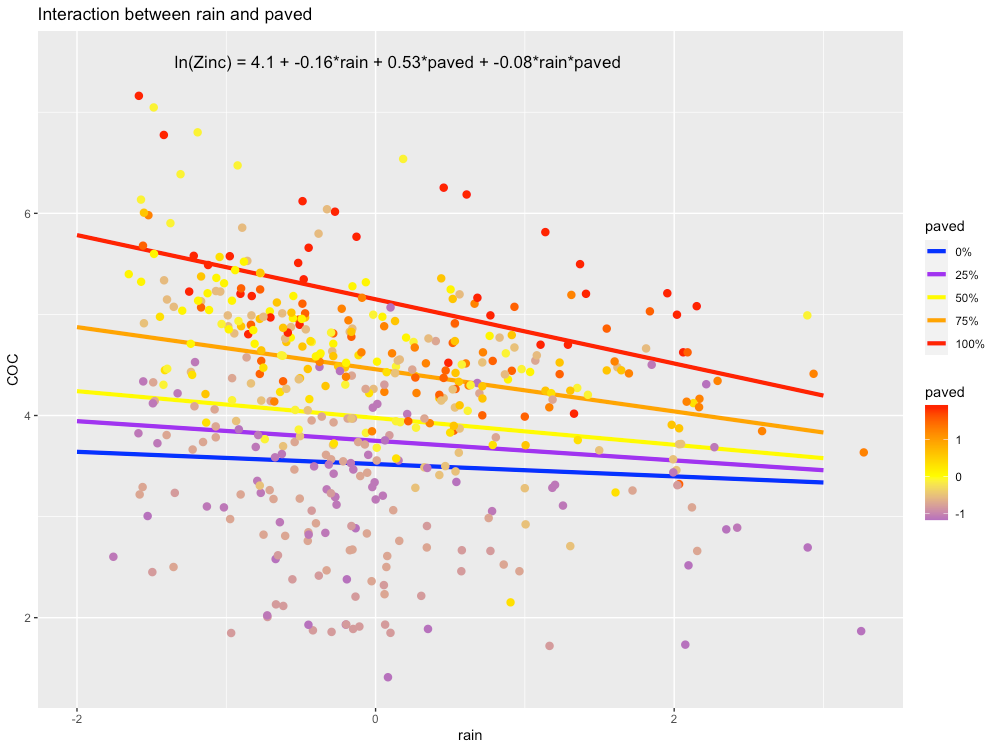 Interaction between rain and paved
ln(Zinc) = 4.1 + -0.16*rain + 0.53*paved + -0.08*rain*paved
COC
6
4
2
-2
0
2
rain
paved
0%
25%
50%
75%
100%
paved
1
0
-1